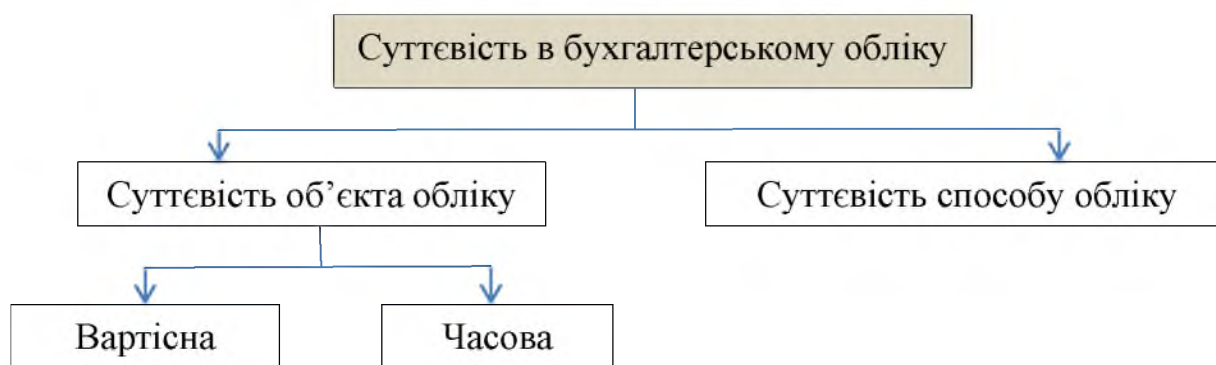 Суттєвість в бухгалтерському обліку
Суттєвість об’єкта обліку
Суттєвість способу обліку
Вартісна
Часова